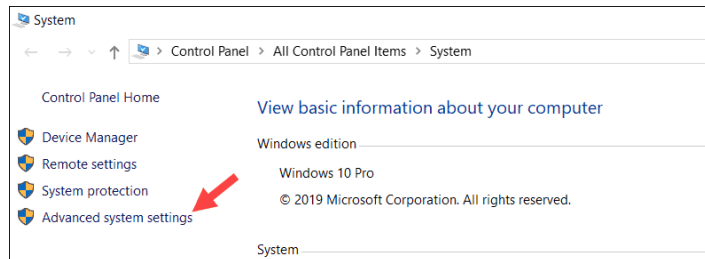 System
Control Panel > All Control Panel Items > System
Control Panel Home
Device Manager
Remote settings
System protection
Advanced system settings
View basic information about your computer
Windows edition
Windows 10 Pro
© 2019 Microsoft Corporation. All rights reserved.
System